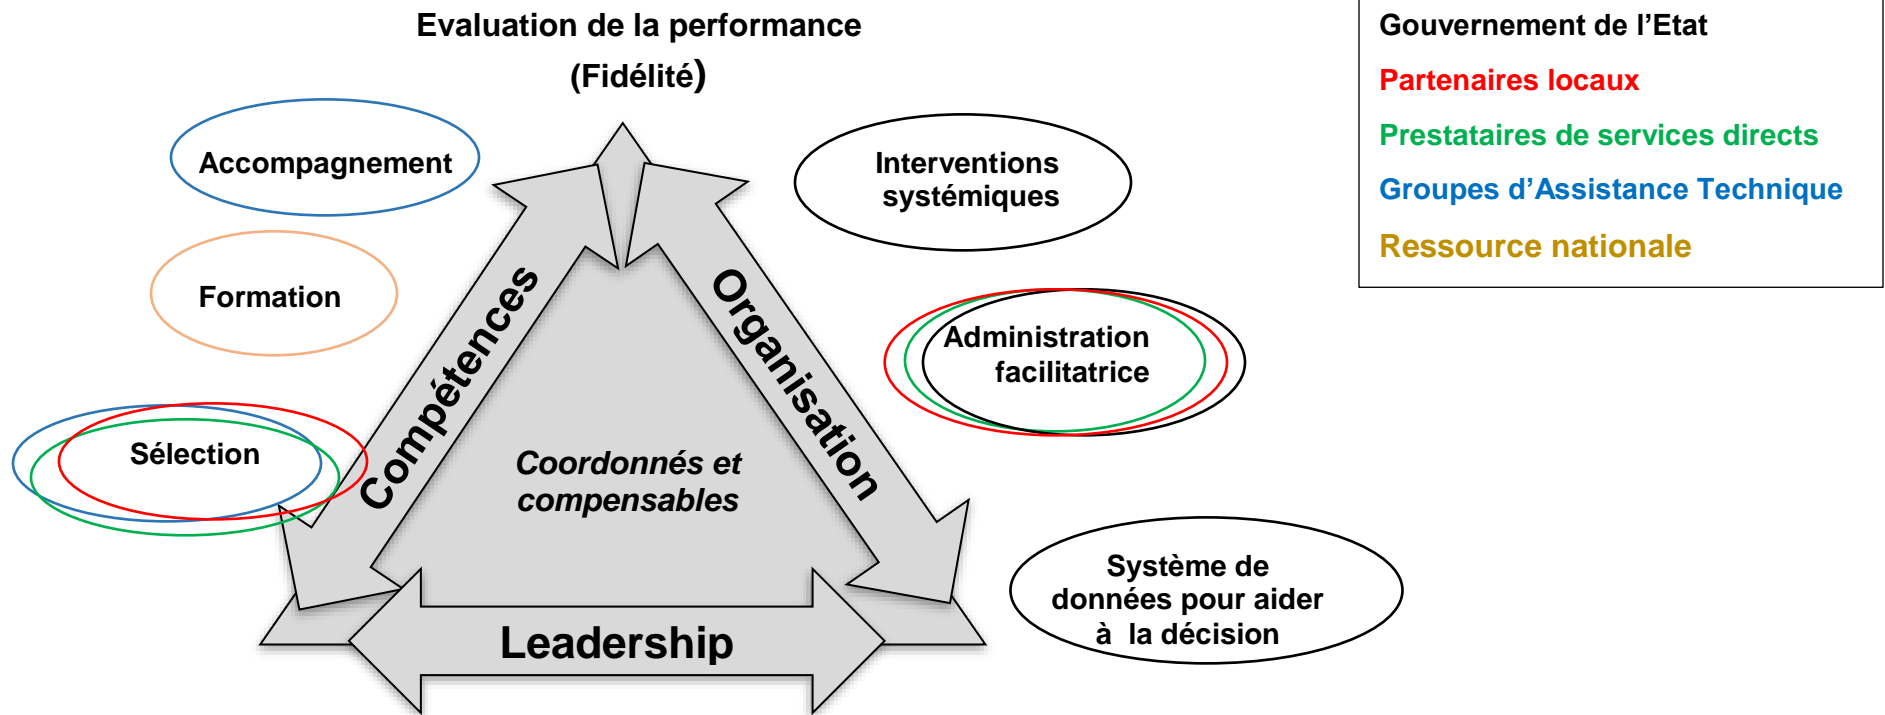 Evaluation de la performance
(Fidélité)
Accompagnement
Formation
Sélection
Compétences
Organisation
Leadership
Coordonnés et
compensables
Interventions
systémiques
Administration
facilitatrice
Système de
données pour aider
à la décision
Gouvernement de l’Etat
Partenaires locaux
Prestataires de services directs
Groupes d’Assistance Technique
Ressource nationale